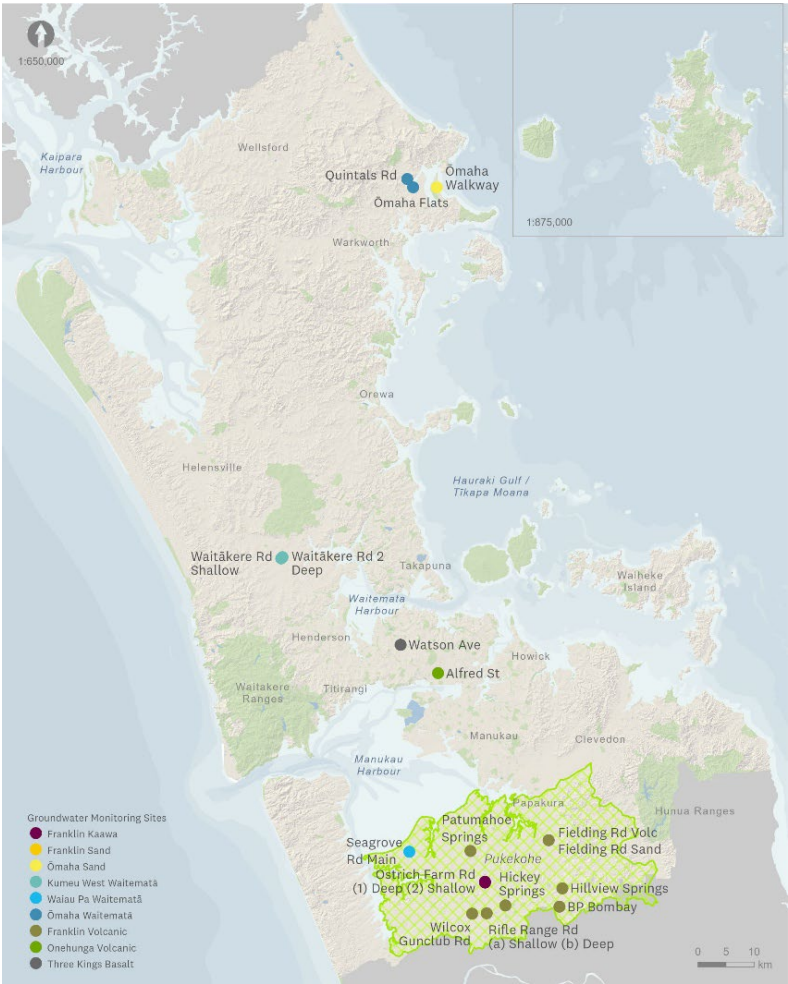 1:650,000
1:875,000
Wellsford
Kaipara
Harbour
Quintals Rd
Ōmaha
Walkway
Ōmaha Flats
Warkworth
Orewa
Helensville
Hauraki Gulf /
Tīkapa Moana
Waitākere Rd
Shallow
Waitākere Rd 2
Deep
Takapuna
Waiheke
Island
Waitemata
Harbour
Henderson
Watson Ave
Howick
Alfred St
Waitakere
Ranges
Titirangi
Manukau
Clevedon
Manukau
Harbour
Papakura
Hunua Ranges
Patumahoe
Springs
Fielding Rd Volc
Fielding Rd Sand
Seagrove
Rd Main
Pukekohe
Ostrich Farm Rd
(1) Deep (2) Shallow
Hickey
Springs
Hillview Springs
BP Bombay
Wilcox
Gunclub Rd
Rifle Range Rd
(a) Shallow (b) Deep
Groundwater Monitoring Sites
Franklin Kaawa
Franklin Sand
Ōmaha Sand
Kumeu West Waitematā
Waiau Pa Waitematā
Ōmaha Waitematā
Franklin Volcanic
Onehunga Volcanic
Three Kings Basalt
0 5 10
km